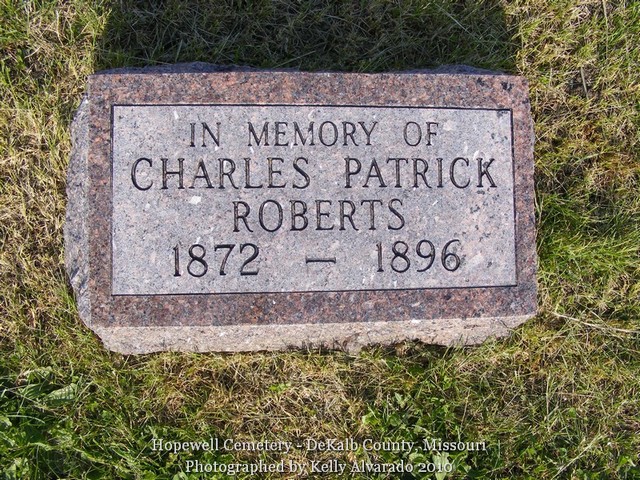 IN MEMORY OF
CHARLES PATRICK
ROBERTS
1872 – 1896
Hopewell Cemetery - DeKalb County, Missouri
Photographed by Kelly Alvarado 2010